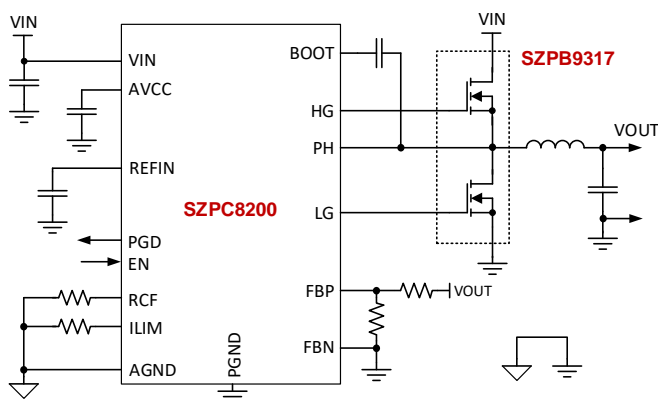 VIN
VIN
VIN
BOOT
SZPB9317
AVCC
HG
VOUT
PH
REFIN
SZPC8200
LG
PGD
EN
FBP
VOUT
RCF
ILIM
FBN
AGND
PGND